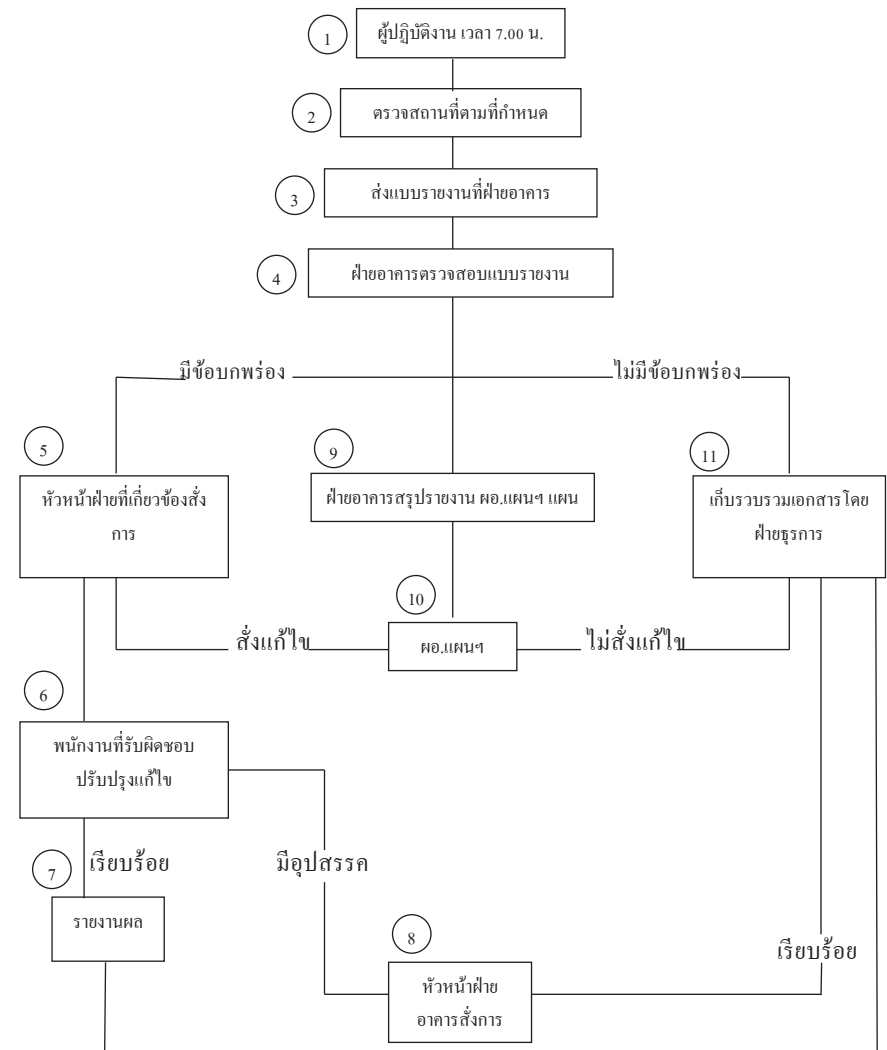 1
ผู้ปฏิบัติงาน เวลา 7.00 น.
2
ตรวจสถานที่ตามที่กำหนด
3
ส่งแบบรายงานที่ฝ่ายอาคาร
4
ฝ่ายอาคารตรวจสอบแบบรายงาน
มีข้อบกพร่อง
ไม่มีข้อบกพร่อง
5
หัวหน้าฝ่ายที่เกี่ยวข้องสั่ง
การ
9
ฝ่ายอาคารสรุปรายงาน ผอ.แผนฯ แผน
11
เก็บรวบรวมเอกสารโดย
ฝ่ายธุรการ
10
สั่งแก้ไข
ผอ.แผนฯ
ไม่สั่งแก้ไข
6
พนักงานที่รับผิดชอบ
ปรับปรุงแก้ไข
7
เรียบร้อย
มีอุปสรรค
รายงานผล
8
หัวหน้าฝ่าย
อาคารสั่งการ
เรียบร้อย